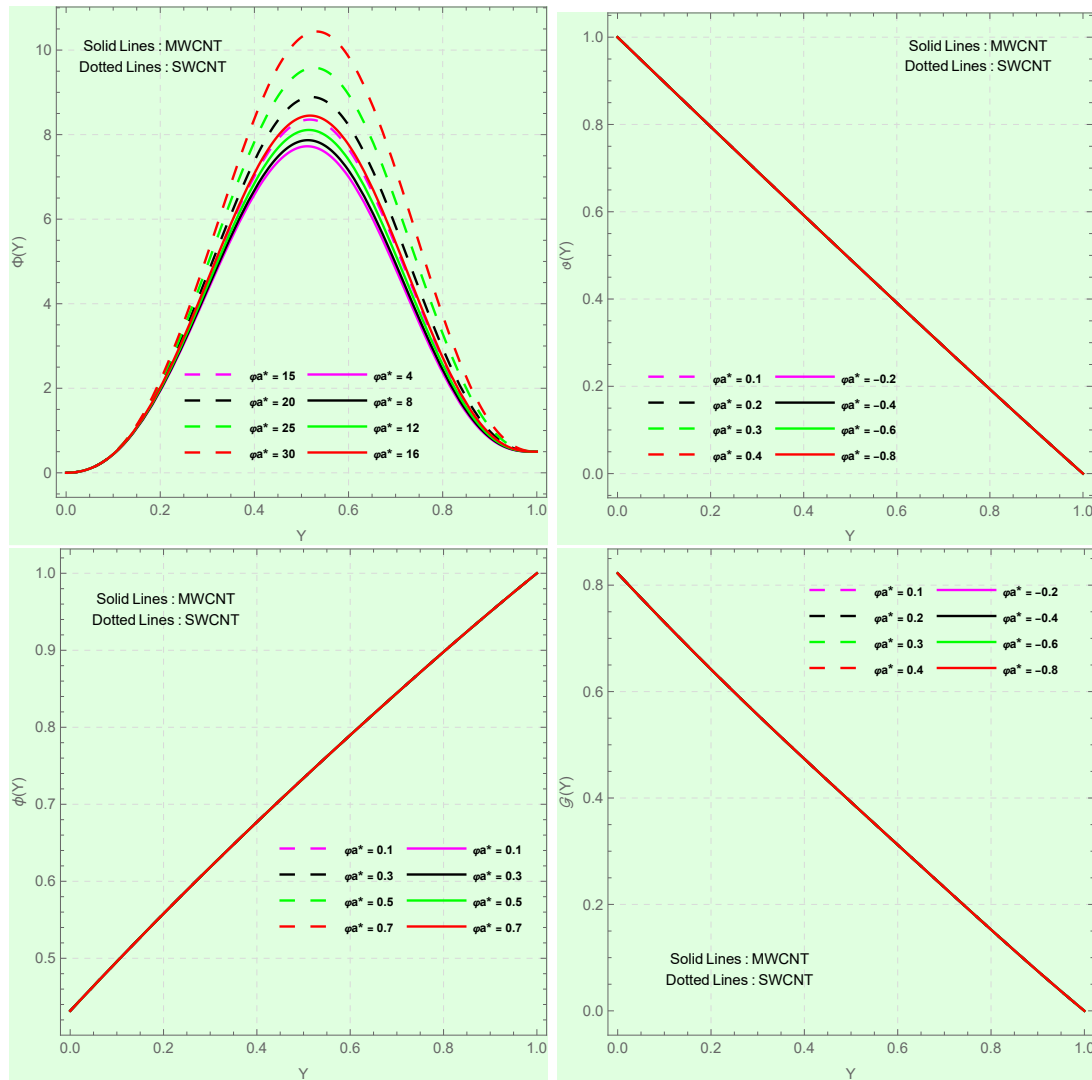 Solid Lines : MWCNT
Dotted Lines : SWCNT
10
8
6
4
2
0
Φ(Y)
φa* = 15 φa* = 4
φa* = 20 φa* = 8
φa* = 25 φa* = 12
φa* = 30 φa* = 16
0.0 0.2 0.4 0.6 0.8 1.0
Y
Solid Lines : MWCNT
Dotted Lines : SWCNT
1.0
0.8
0.6
0.4
0.2
0.0
ϑ(Y)
φa* = 0.1 φa* = −0.2
φa* = 0.2 φa* = −0.4
φa* = 0.3 φa* = −0.6
φa* = 0.4 φa* = −0.8
0.0 0.2 0.4 0.6 0.8 1.0
Y
Solid Lines : MWCNT
Dotted Lines : SWCNT
1.0
0.9
0.8
0.7
0.6
0.5
ϕ(Y)
φa* = 0.1 φa* = 0.1
φa* = 0.3 φa* = 0.3
φa* = 0.5 φa* = 0.5
φa* = 0.7 φa* = 0.7
0.0 0.2 0.4 0.6 0.8 1.0
Y
0.8
0.6
0.4
0.2
0.0
𝒢(Y)
φa* = 0.1 φa* = −0.2
φa* = 0.2 φa* = −0.4
φa* = 0.3 φa* = −0.6
φa* = 0.4 φa* = −0.8
Solid Lines : MWCNT
Dotted Lines : SWCNT
0.0 0.2 0.4 0.6 0.8 1.0
Y